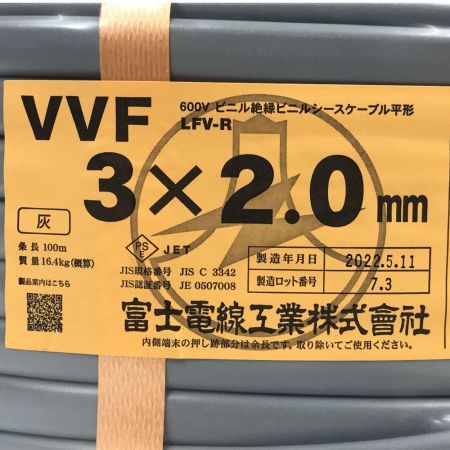 VVF
600V ビニル絶縁ビニルシースケーブル平形
LFV-R
3×2.0mm
灰
条長 100m
質量 16.4kg(概算)
製品案内はこちら
PS
E
JET
JIS規格番号 JIS C 3342
JIS認証番号 JE 0507008
製造年月日 2022.5.11
製造ロット番号 7.3
富士電線工業株式會社
内側端末の押し跡部分は余長です。取り除いてご使用ください。